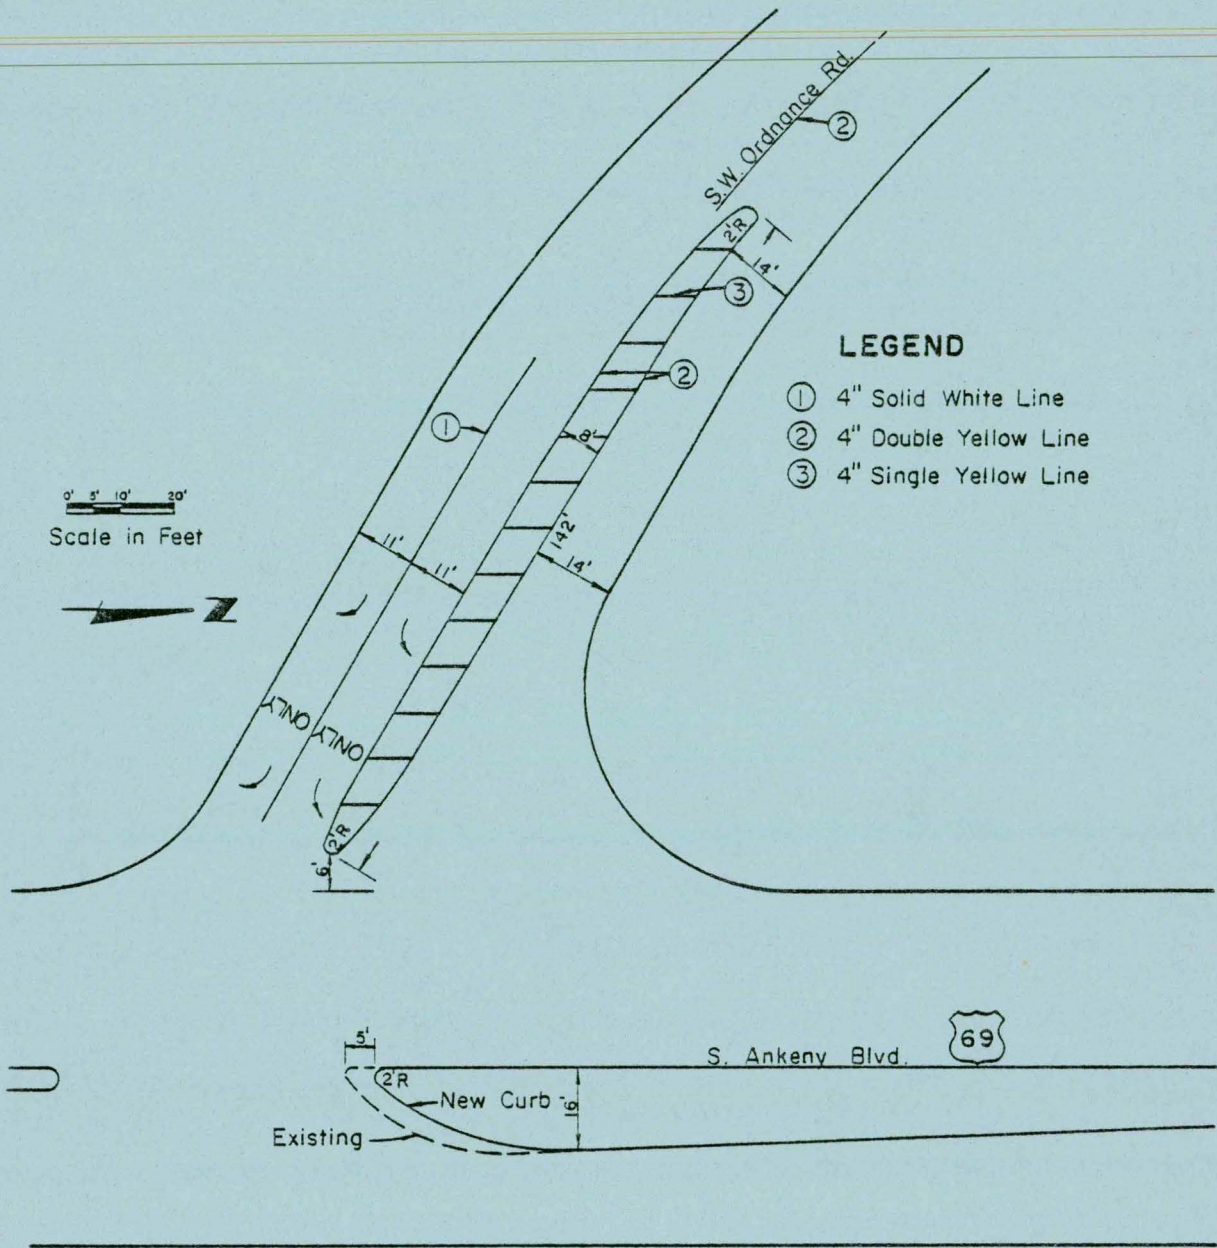 S.W. Ordnance Rd.
②
2'R
14'
③
LEGEND
① 4" Solid White Line
② 4" Double Yellow Line
③ 4" Single Yellow Line
②
①
8'
0' 5' 10' 20'
Scale in Feet
11'
11'
142'
14'
N
ONLY
ONLY
2'R
6'
5'
S. Ankeny Blvd.
69
2'R
New Curb
16'
Existing